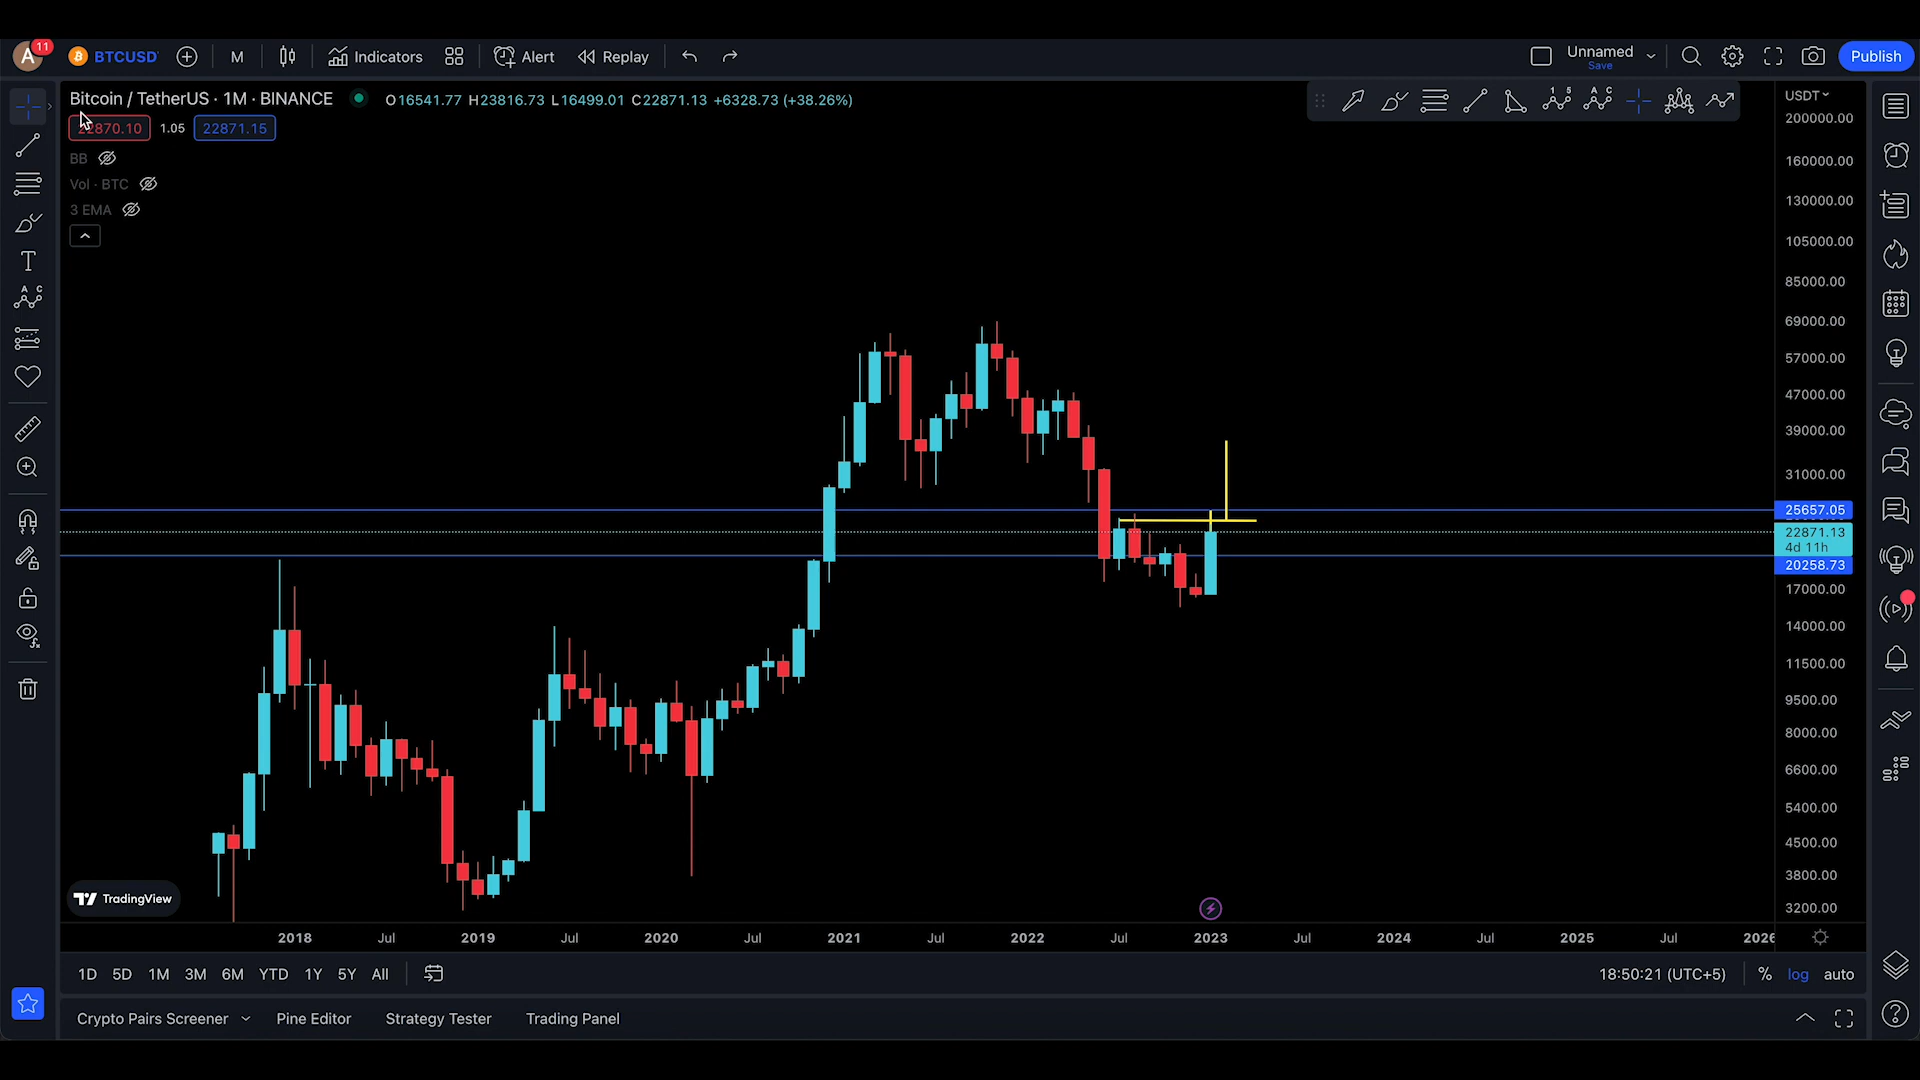 A 11 BTCUSD M Indicators Alert Replay Unnamed Save Publish
Bitcoin / TetherUS · 1M · BINANCE O16541.77 H23816.73 L16499.01 C22871.13 +6328.73 (+38.26%)
22870.10 1.05 22871.15
BB
Vol · BTC
3 EMA
USDT
200000.00
160000.00
130000.00
105000.00
85000.00
69000.00
57000.00
47000.00
39000.00
31000.00
25657.05
22871.13
4d 11h
20258.73
17000.00
14000.00
11500.00
9500.00
8000.00
6600.00
5400.00
4500.00
3800.00
3200.00
TradingView
2018 Jul 2019 Jul 2020 Jul 2021 Jul 2022 Jul 2023 Jul 2024 Jul 2025 Jul 2026
1D 5D 1M 3M 6M YTD 1Y 5Y All 18:50:21 (UTC+5) % log auto
Crypto Pairs Screener Pine Editor Strategy Tester Trading Panel